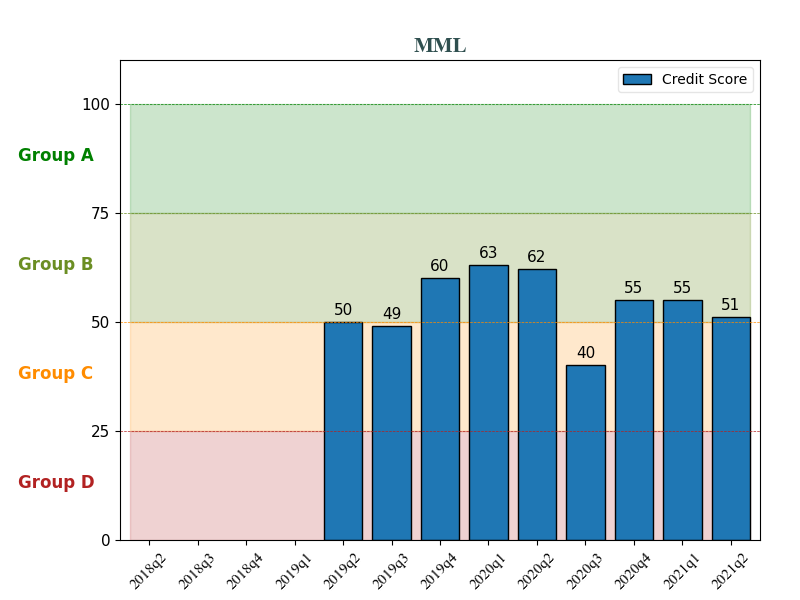 MML
Credit Score
100
Group A
75
Group B
63
62
60
55
55
51
50
50
49
40
Group C
25
Group D
0
2018q2
2018q3
2018q4
2019q1
2019q2
2019q3
2019q4
2020q1
2020q2
2020q3
2020q4
2021q1
2021q2